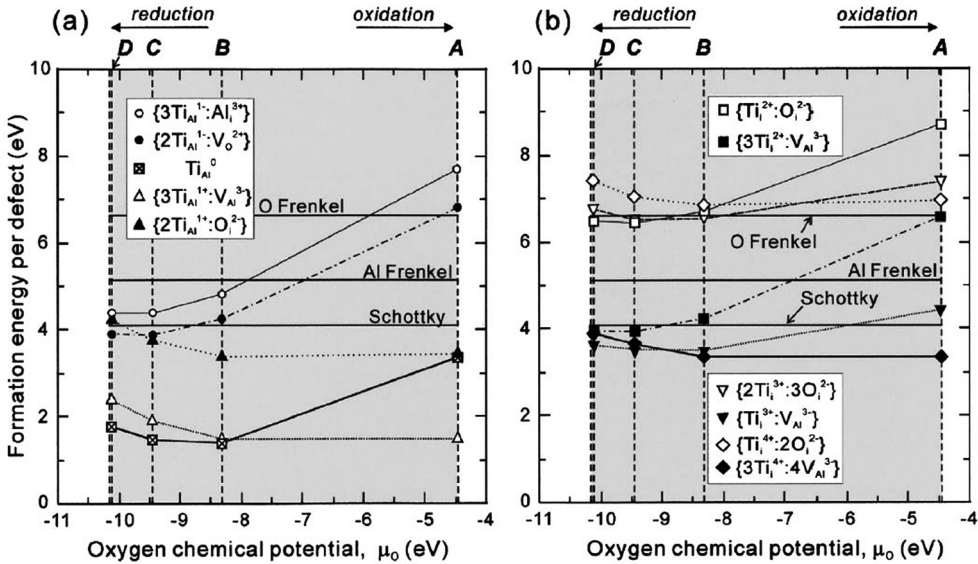 (a)
reduction
oxidation
D C B A
Formation energy per defect (eV)
10
8
6
4
2
0
{3Ti_Al^1-:Al_i^3+}
{2Ti_Al^1-:V_O^2+}
Ti_Al^0
{3Ti_Al^1+:V_Al^3-}
{2Ti_Al^1+:O_i^2-}
O Frenkel
Al Frenkel
Schottky
-11 -10 -9 -8 -7 -6 -5 -4
Oxygen chemical potential, μ_O (eV)
(b)
reduction
oxidation
D C B A
10
8
6
4
2
0
{Ti_i^2+:O_i^2-}
{3Ti_i^2+:V_Al^3-}
O Frenkel
Al Frenkel
Schottky
{2Ti_i^3+:3O_i^2-}
{Ti_i^3+:V_Al^3-}
{Ti_i^4+:2O_i^2-}
{3Ti_i^4+:4V_Al^3-}
-11 -10 -9 -8 -7 -6 -5 -4
Oxygen chemical potential, μ_O (eV)